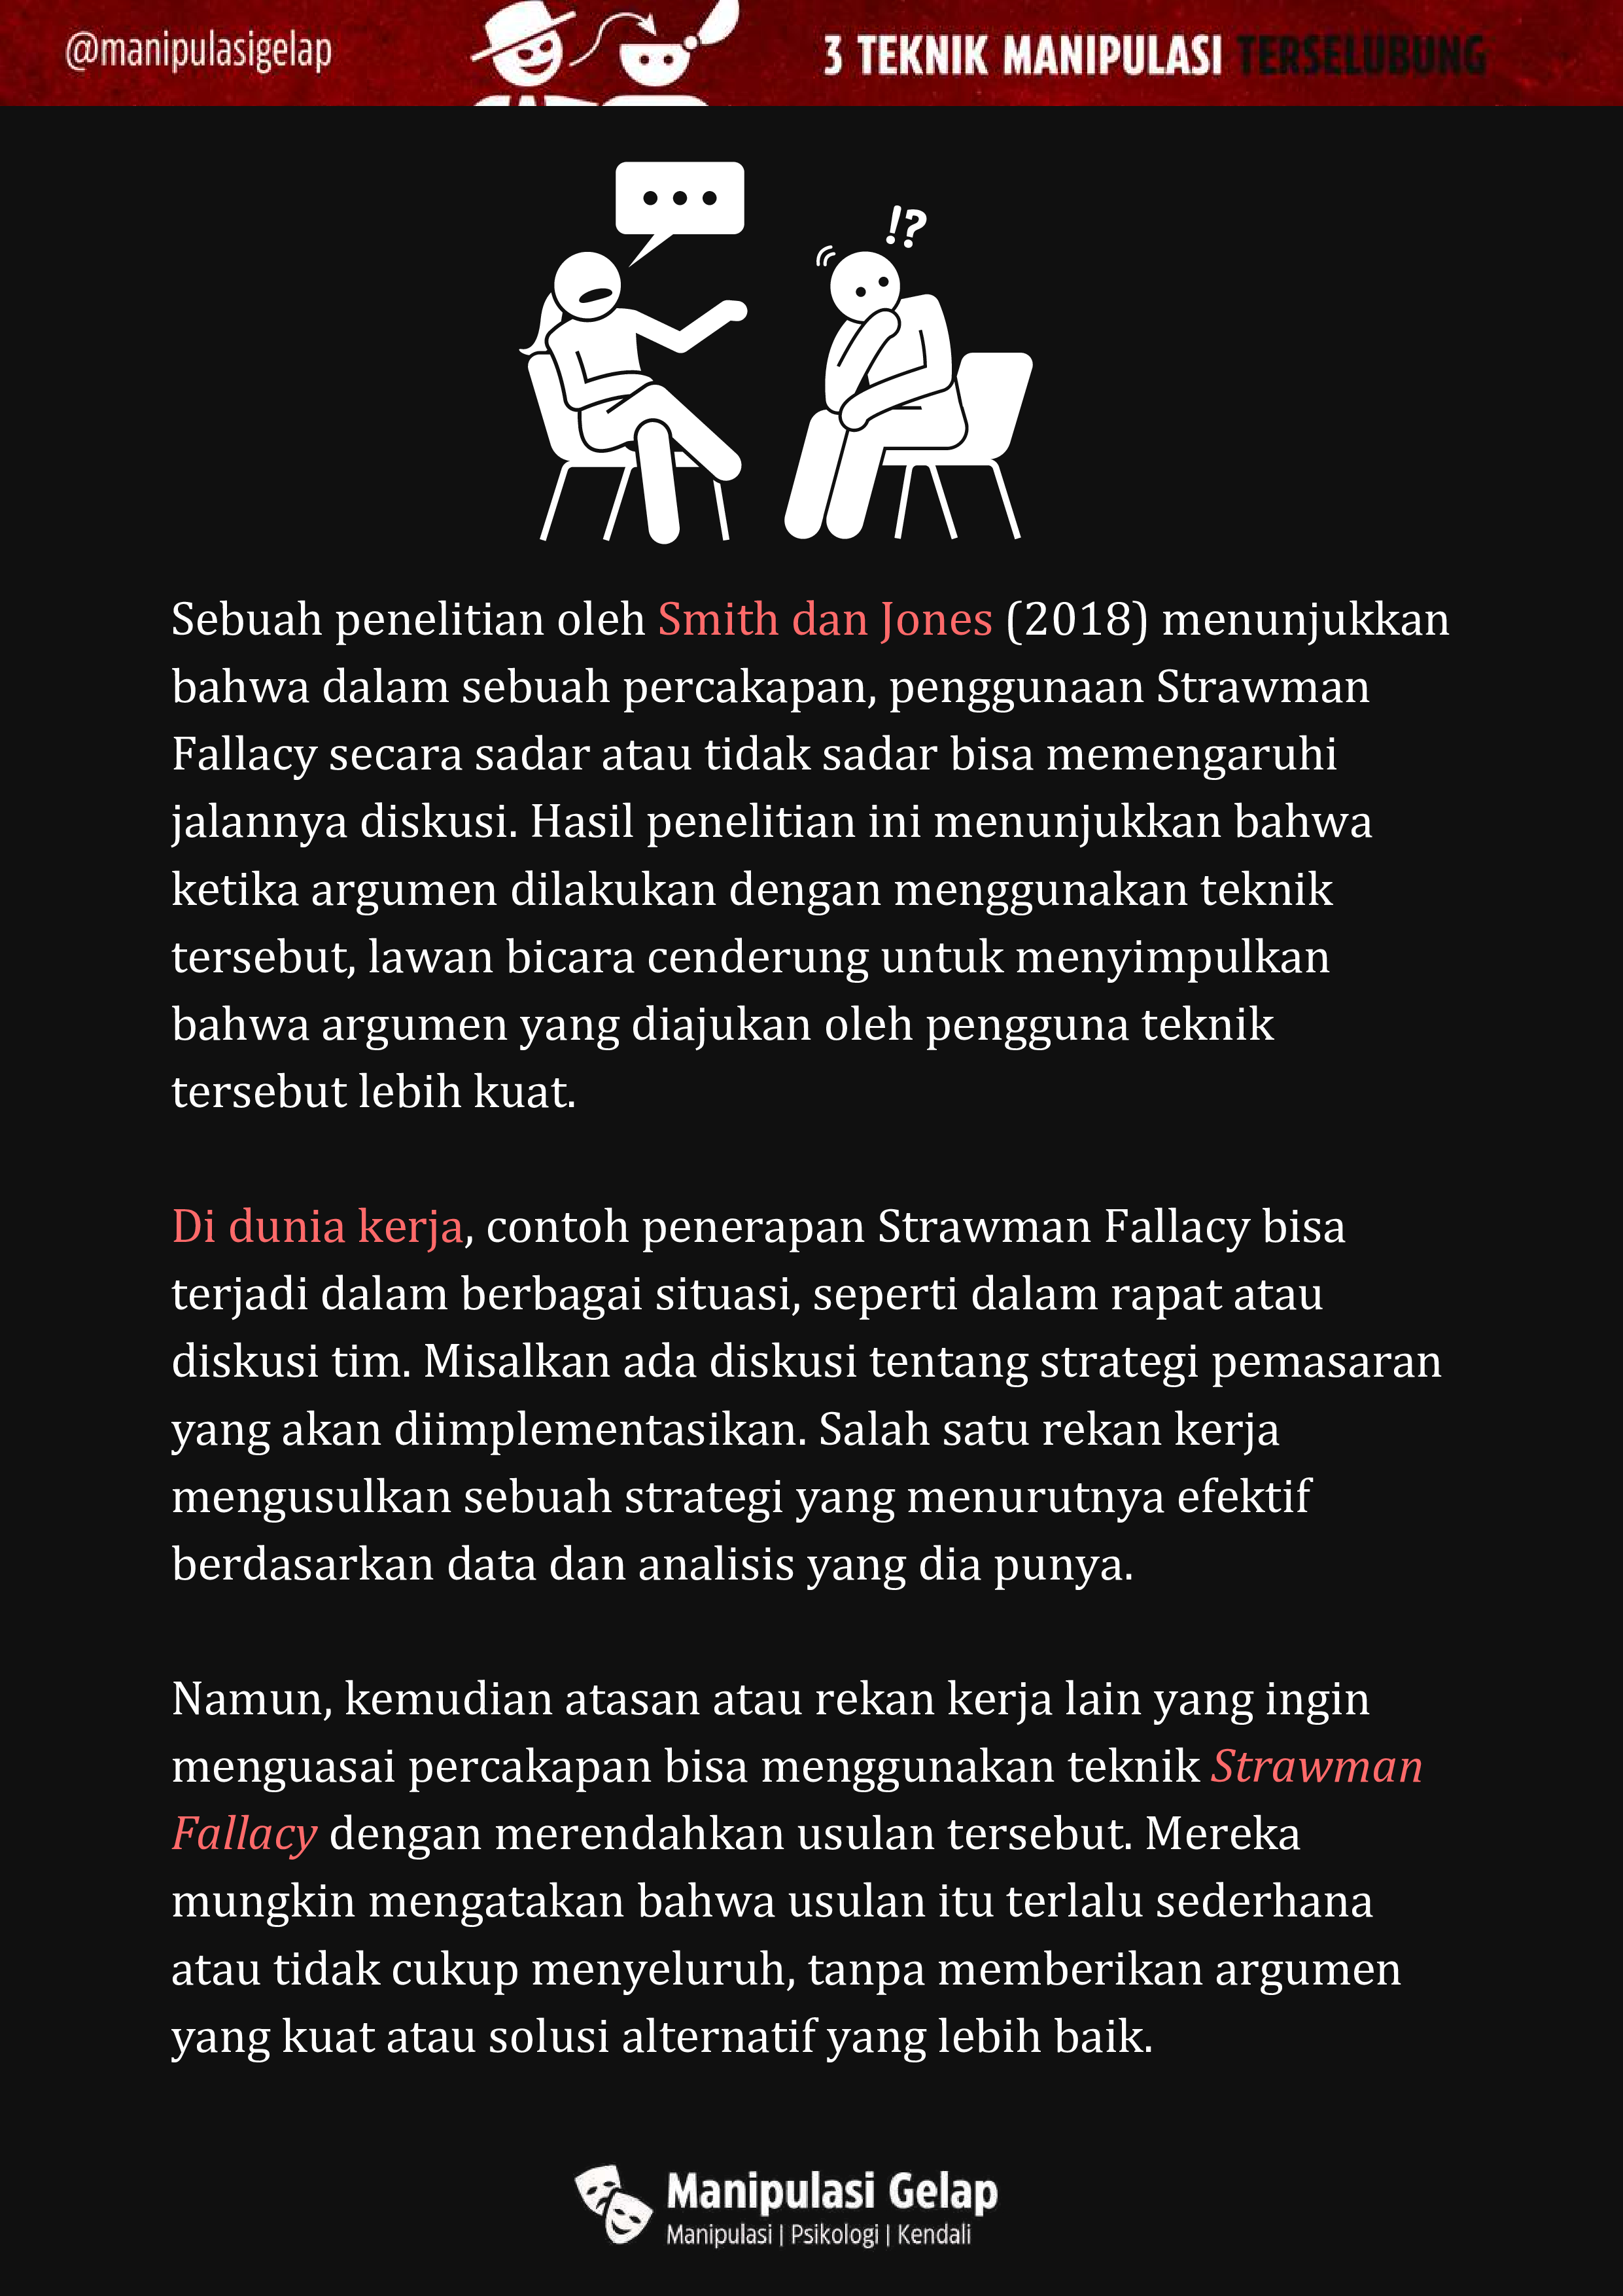 @manipulasigelap
3 TEKNIK MANIPULASI TERSELUBUNG
!?
Sebuah penelitian oleh Smith dan Jones (2018) menunjukkan
bahwa dalam sebuah percakapan, penggunaan Strawman
Fallacy secara sadar atau tidak sadar bisa memengaruhi
jalannya diskusi. Hasil penelitian ini menunjukkan bahwa
ketika argumen dilakukan dengan menggunakan teknik
tersebut, lawan bicara cenderung untuk menyimpulkan
bahwa argumen yang diajukan oleh pengguna teknik
tersebut lebih kuat.
Di dunia kerja, contoh penerapan Strawman Fallacy bisa
terjadi dalam berbagai situasi, seperti dalam rapat atau
diskusi tim. Misalkan ada diskusi tentang strategi pemasaran
yang akan diimplementasikan. Salah satu rekan kerja
mengusulkan sebuah strategi yang menurutnya efektif
berdasarkan data dan analisis yang dia punya.
Namun, kemudian atasan atau rekan kerja lain yang ingin
menguasai percakapan bisa menggunakan teknik Strawman
Fallacy dengan merendahkan usulan tersebut. Mereka
mungkin mengatakan bahwa usulan itu terlalu sederhana
atau tidak cukup menyeluruh, tanpa memberikan argumen
yang kuat atau solusi alternatif yang lebih baik.
Manipulasi Gelap
Manipulasi | Psikologi | Kendali